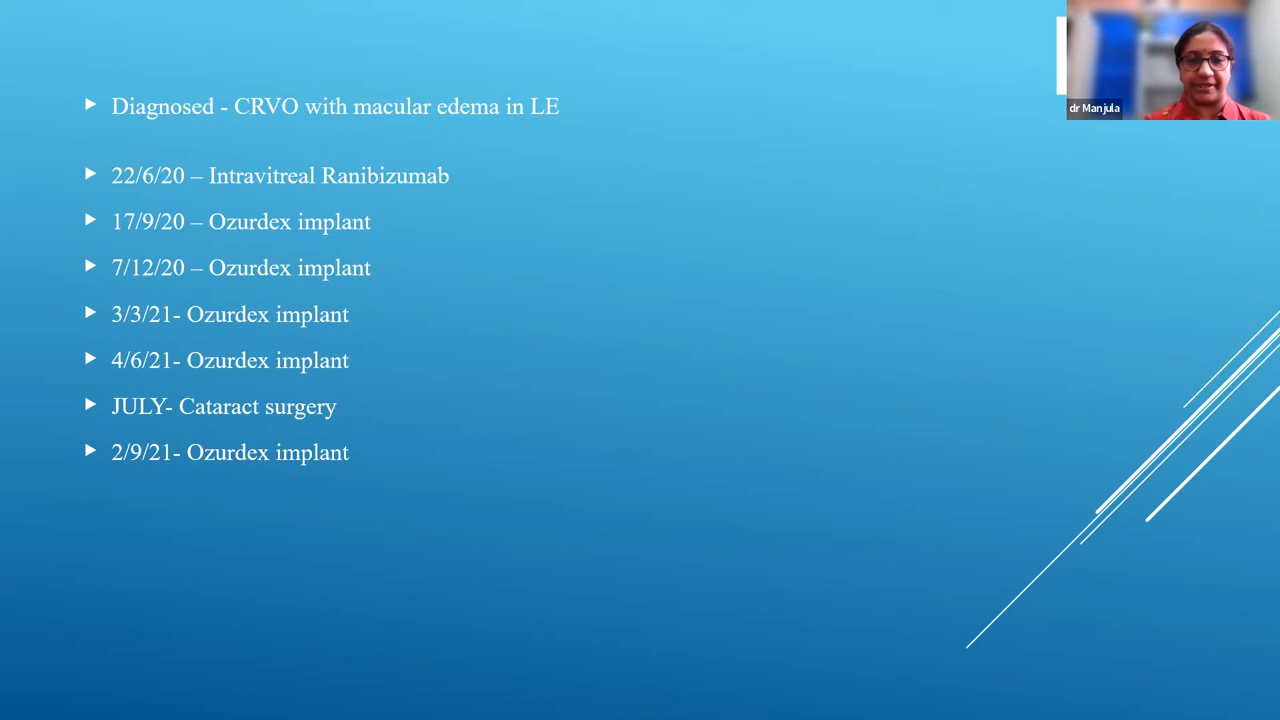 Diagnosed - CRVO with macular edema in LE
22/6/20 – Intravitreal Ranibizumab
17/9/20 – Ozurdex implant
7/12/20 – Ozurdex implant
3/3/21- Ozurdex implant
4/6/21- Ozurdex implant
JULY- Cataract surgery
2/9/21- Ozurdex implant
dr Manjula